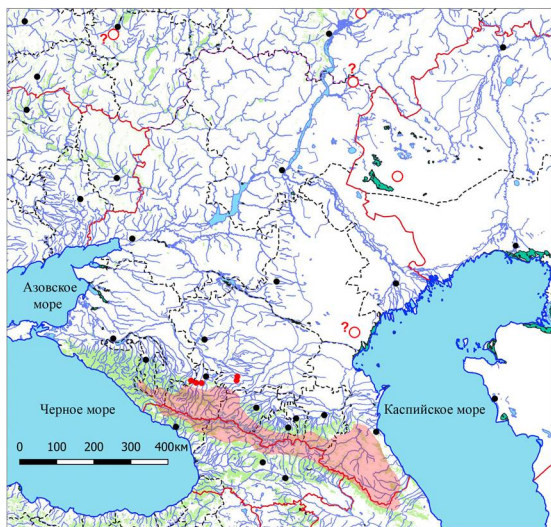 ?
?
Азовское
море
?
Черное море
Каспийское море
0 100 200 300 400км